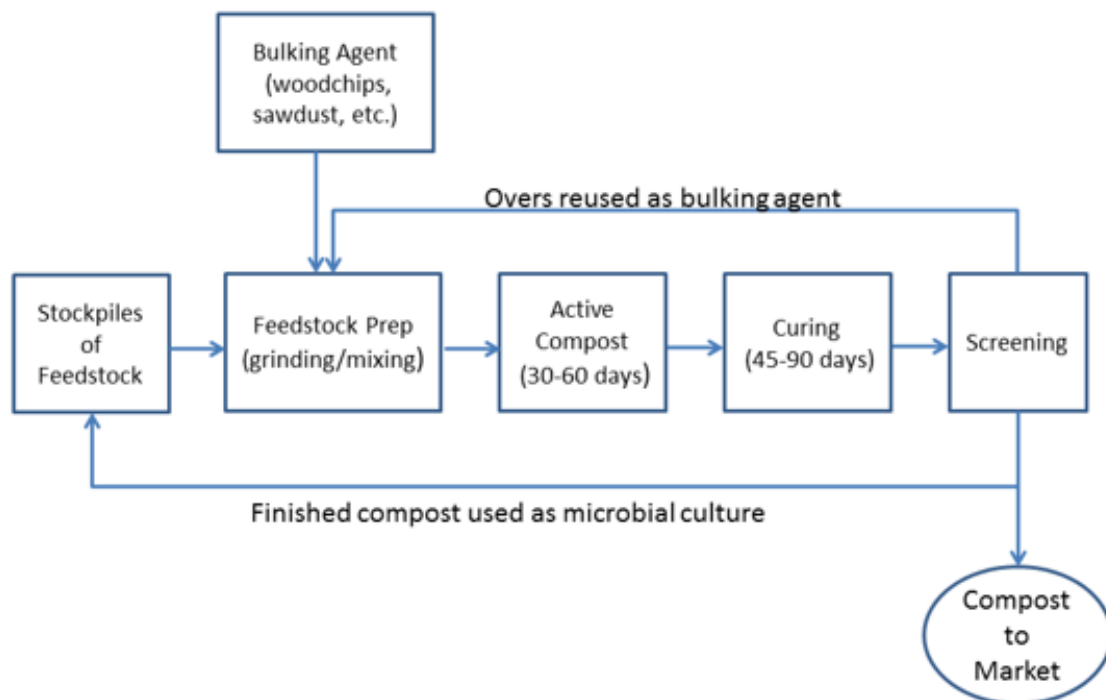 Bulking Agent
(woodchips,
sawdust, etc.)
Overs reused as bulking agent
Stockpiles
of
Feedstock
Feedstock Prep
(grinding/mixing)
Active
Compost
(30-60 days)
Curing
(45-90 days)
Screening
Finished compost used as microbial culture
Compost
to
Market